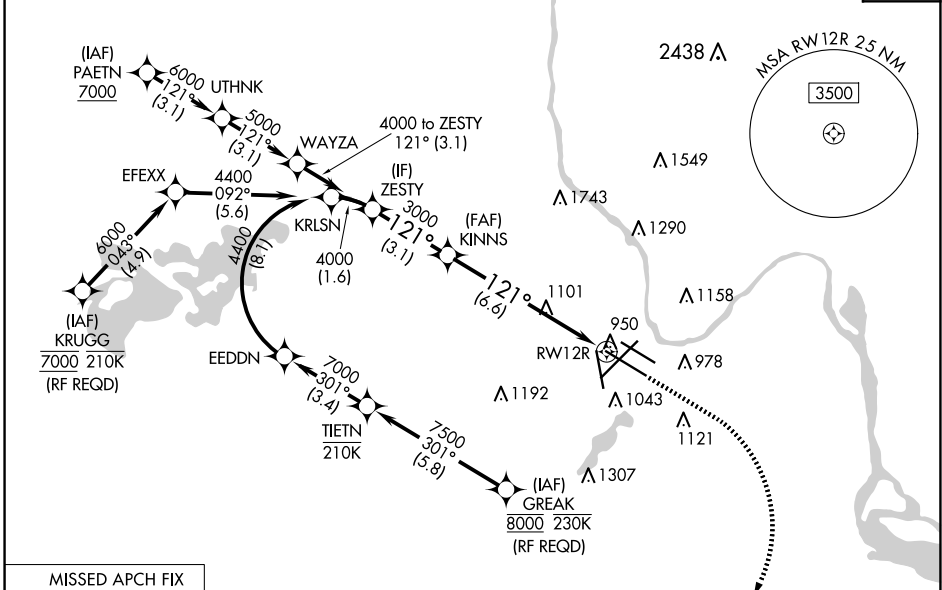 (IAF)
PAETN
7000
6000
121°
(3.1)
UTHNK
5000
121°
(3.1)
WAYZA
4000 to ZESTY
121° (3.1)
EFEXX
4400
092°
(5.6)
KRLSN
(IF)
ZESTY
4000
(1.6)
3000
121°
(3.1)
(FAF)
KINNS
121°
(6.6)
6000
043°
(4.9)
(IAF)
KRUGG
7000 210K
(RF REQD)
4400
(8.1)
EEDDN
7000
301°
(3.4)
TIETN
210K
7500
301°
(5.8)
(IAF)
GREAK
8000 230K
(RF REQD)
RW12R
2438
1549
1743
1290
1158
1101
950
978
1192
1043
1121
1307
MSA RW12R 25 NM
3500
MISSED APCH FIX